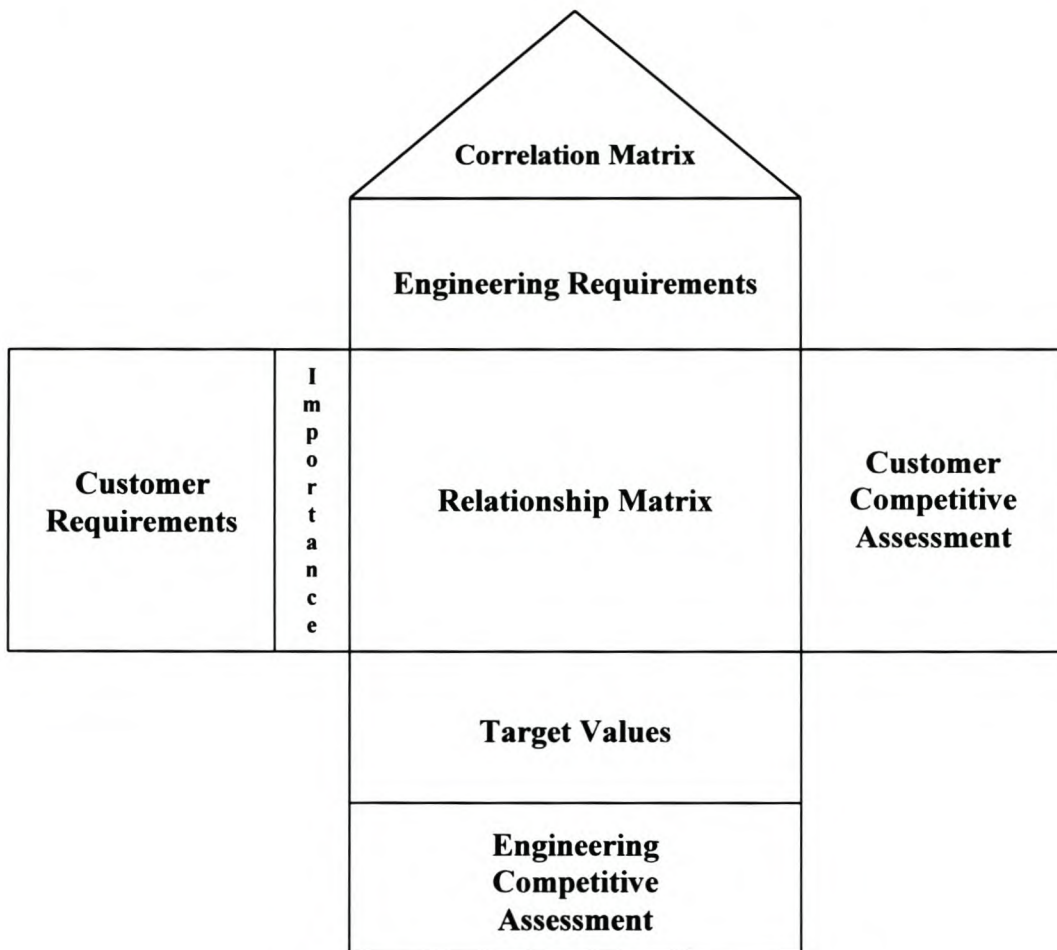 Correlation Matrix
Engineering Requirements
Customer
Requirements
I
m
p
o
r
t
a
n
c
e
Relationship Matrix
Customer
Competitive
Assessment
Target Values
Engineering
Competitive
Assessment